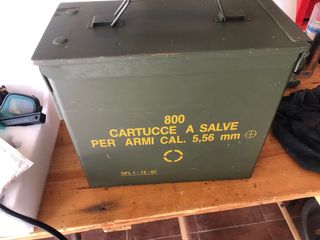 800
CARTUCCE A SALVE
PER ARMI CAL. 5,56 mm